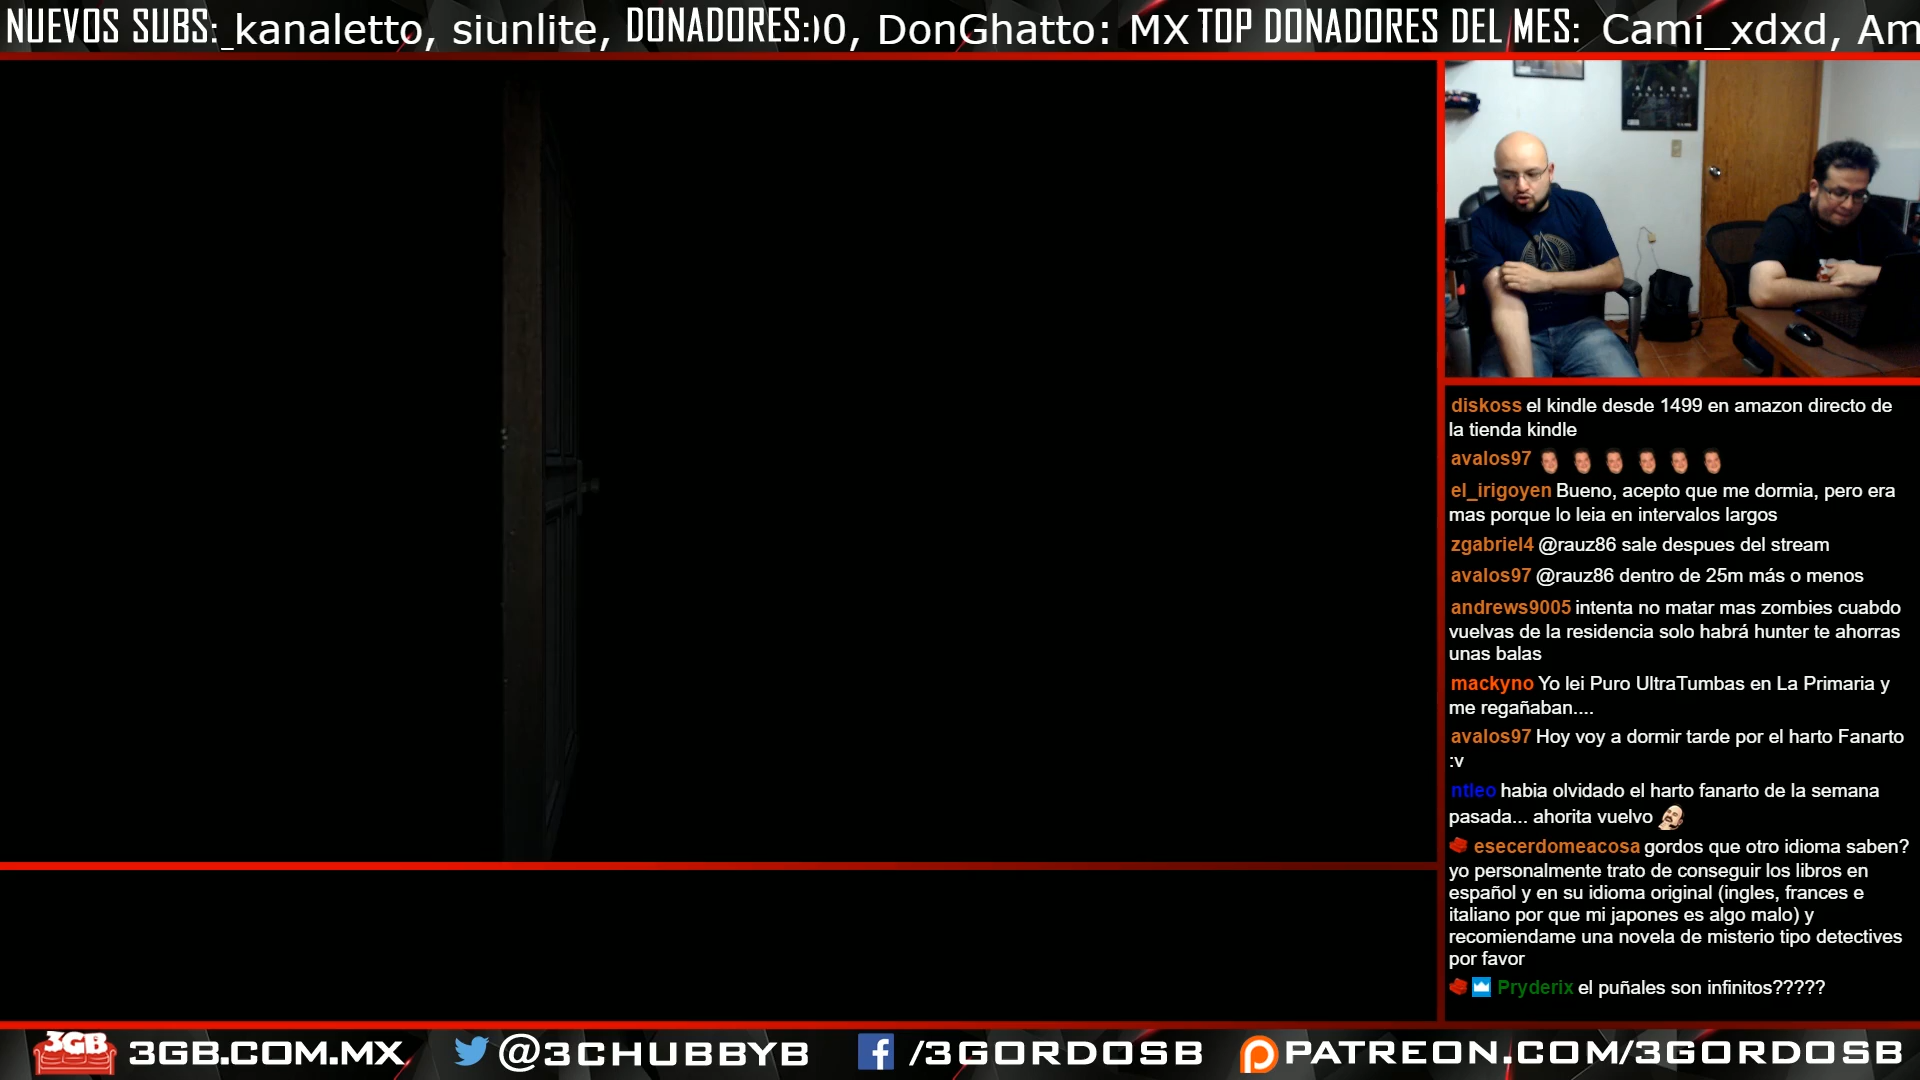 NUEVOS SUBS: _kanaletto, siunlite, DONADORES: 00, DonGhatto: MX TOP DONADORES DEL MES: Cami_xdxd, Am
ALIEN
diskoss el kindle desde 1499 en amazon directo de
la tienda kindle
avalos97
el_irigoyen Bueno, acepto que me dormia, pero era
mas porque lo leia en intervalos largos
zgabriel4 @rauz86 sale despues del stream
avalos97 @rauz86 dentro de 25m más o menos
andrews9005 intenta no matar mas zombies cuabdo
vuelvas de la residencia solo habrá hunter te ahorras
unas balas
mackyno Yo lei Puro UltraTumbas en La Primaria y
me regañaban....
avalos97 Hoy voy a dormir tarde por el harto Fanarto
:v
ntleo habia olvidado el harto fanarto de la semana
pasada... ahorita vuelvo
esecerdomeacosa gordos que otro idioma saben?
yo personalmente trato de conseguir los libros en
español y en su idioma original (ingles, frances e
italiano por que mi japones es algo malo) y
recomiendame una novela de misterio tipo detectives
por favor
Pryderix el puñales son infinitos?????
3GB 3GB.COM.MX @3CHUBBYB /3GORDOSB PATREON.COM/3GORDOSB